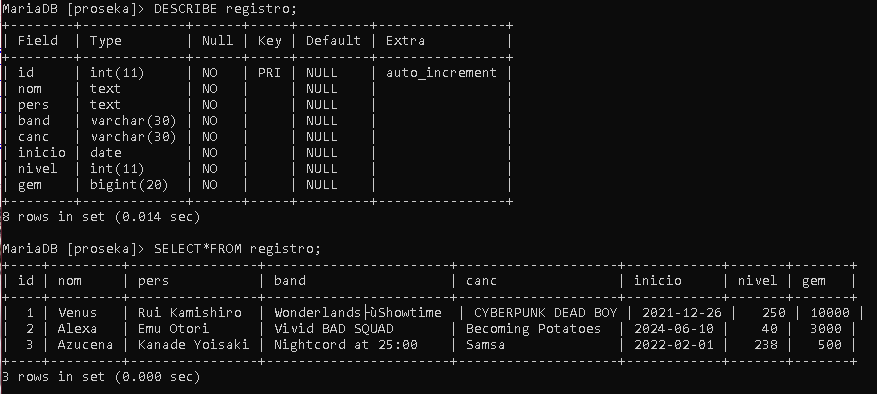 MariaDB [proseka]> DESCRIBE registro;
+--------+-------------+------+-----+---------+----------------+
| Field  | Type        | Null | Key | Default | Extra          |
+--------+-------------+------+-----+---------+----------------+
| id     | int(11)     | NO   | PRI | NULL    | auto_increment |
| nom    | text        | NO   |     | NULL    |                |
| pers   | text        | NO   |     | NULL    |                |
| band   | varchar(30) | NO   |     | NULL    |                |
| canc   | varchar(30) | NO   |     | NULL    |                |
| inicio | date        | NO   |     | NULL    |                |
| nivel  | int(11)     | NO   |     | NULL    |                |
| gem    | bigint(20)  | NO   |     | NULL    |                |
+--------+-------------+------+-----+---------+----------------+
8 rows in set (0.014 sec)
MariaDB [proseka]> SELECT*FROM registro;
+----+---------+----------------+-----------------------+--------------------+------------+-------+-------+
| id | nom     | pers           | band                  | canc               | inicio     | nivel | gem   |
+----+---------+----------------+-----------------------+--------------------+------------+-------+-------+
|  1 | Venus   | Rui Kamishiro  | Wonderlands├ùShowtime  | CYBERPUNK DEAD BOY | 2021-12-26 |   250 | 10000 |
|  2 | Alexa   | Emu Otori      | Vivid BAD SQUAD       | Becoming Potatoes  | 2024-06-10 |    40 |  3000 |
|  3 | Azucena | Kanade Yoisaki | Nightcord at 25:00    | Samsa              | 2022-02-01 |   238 |   500 |
+----+---------+----------------+-----------------------+--------------------+------------+-------+-------+
3 rows in set (0.000 sec)